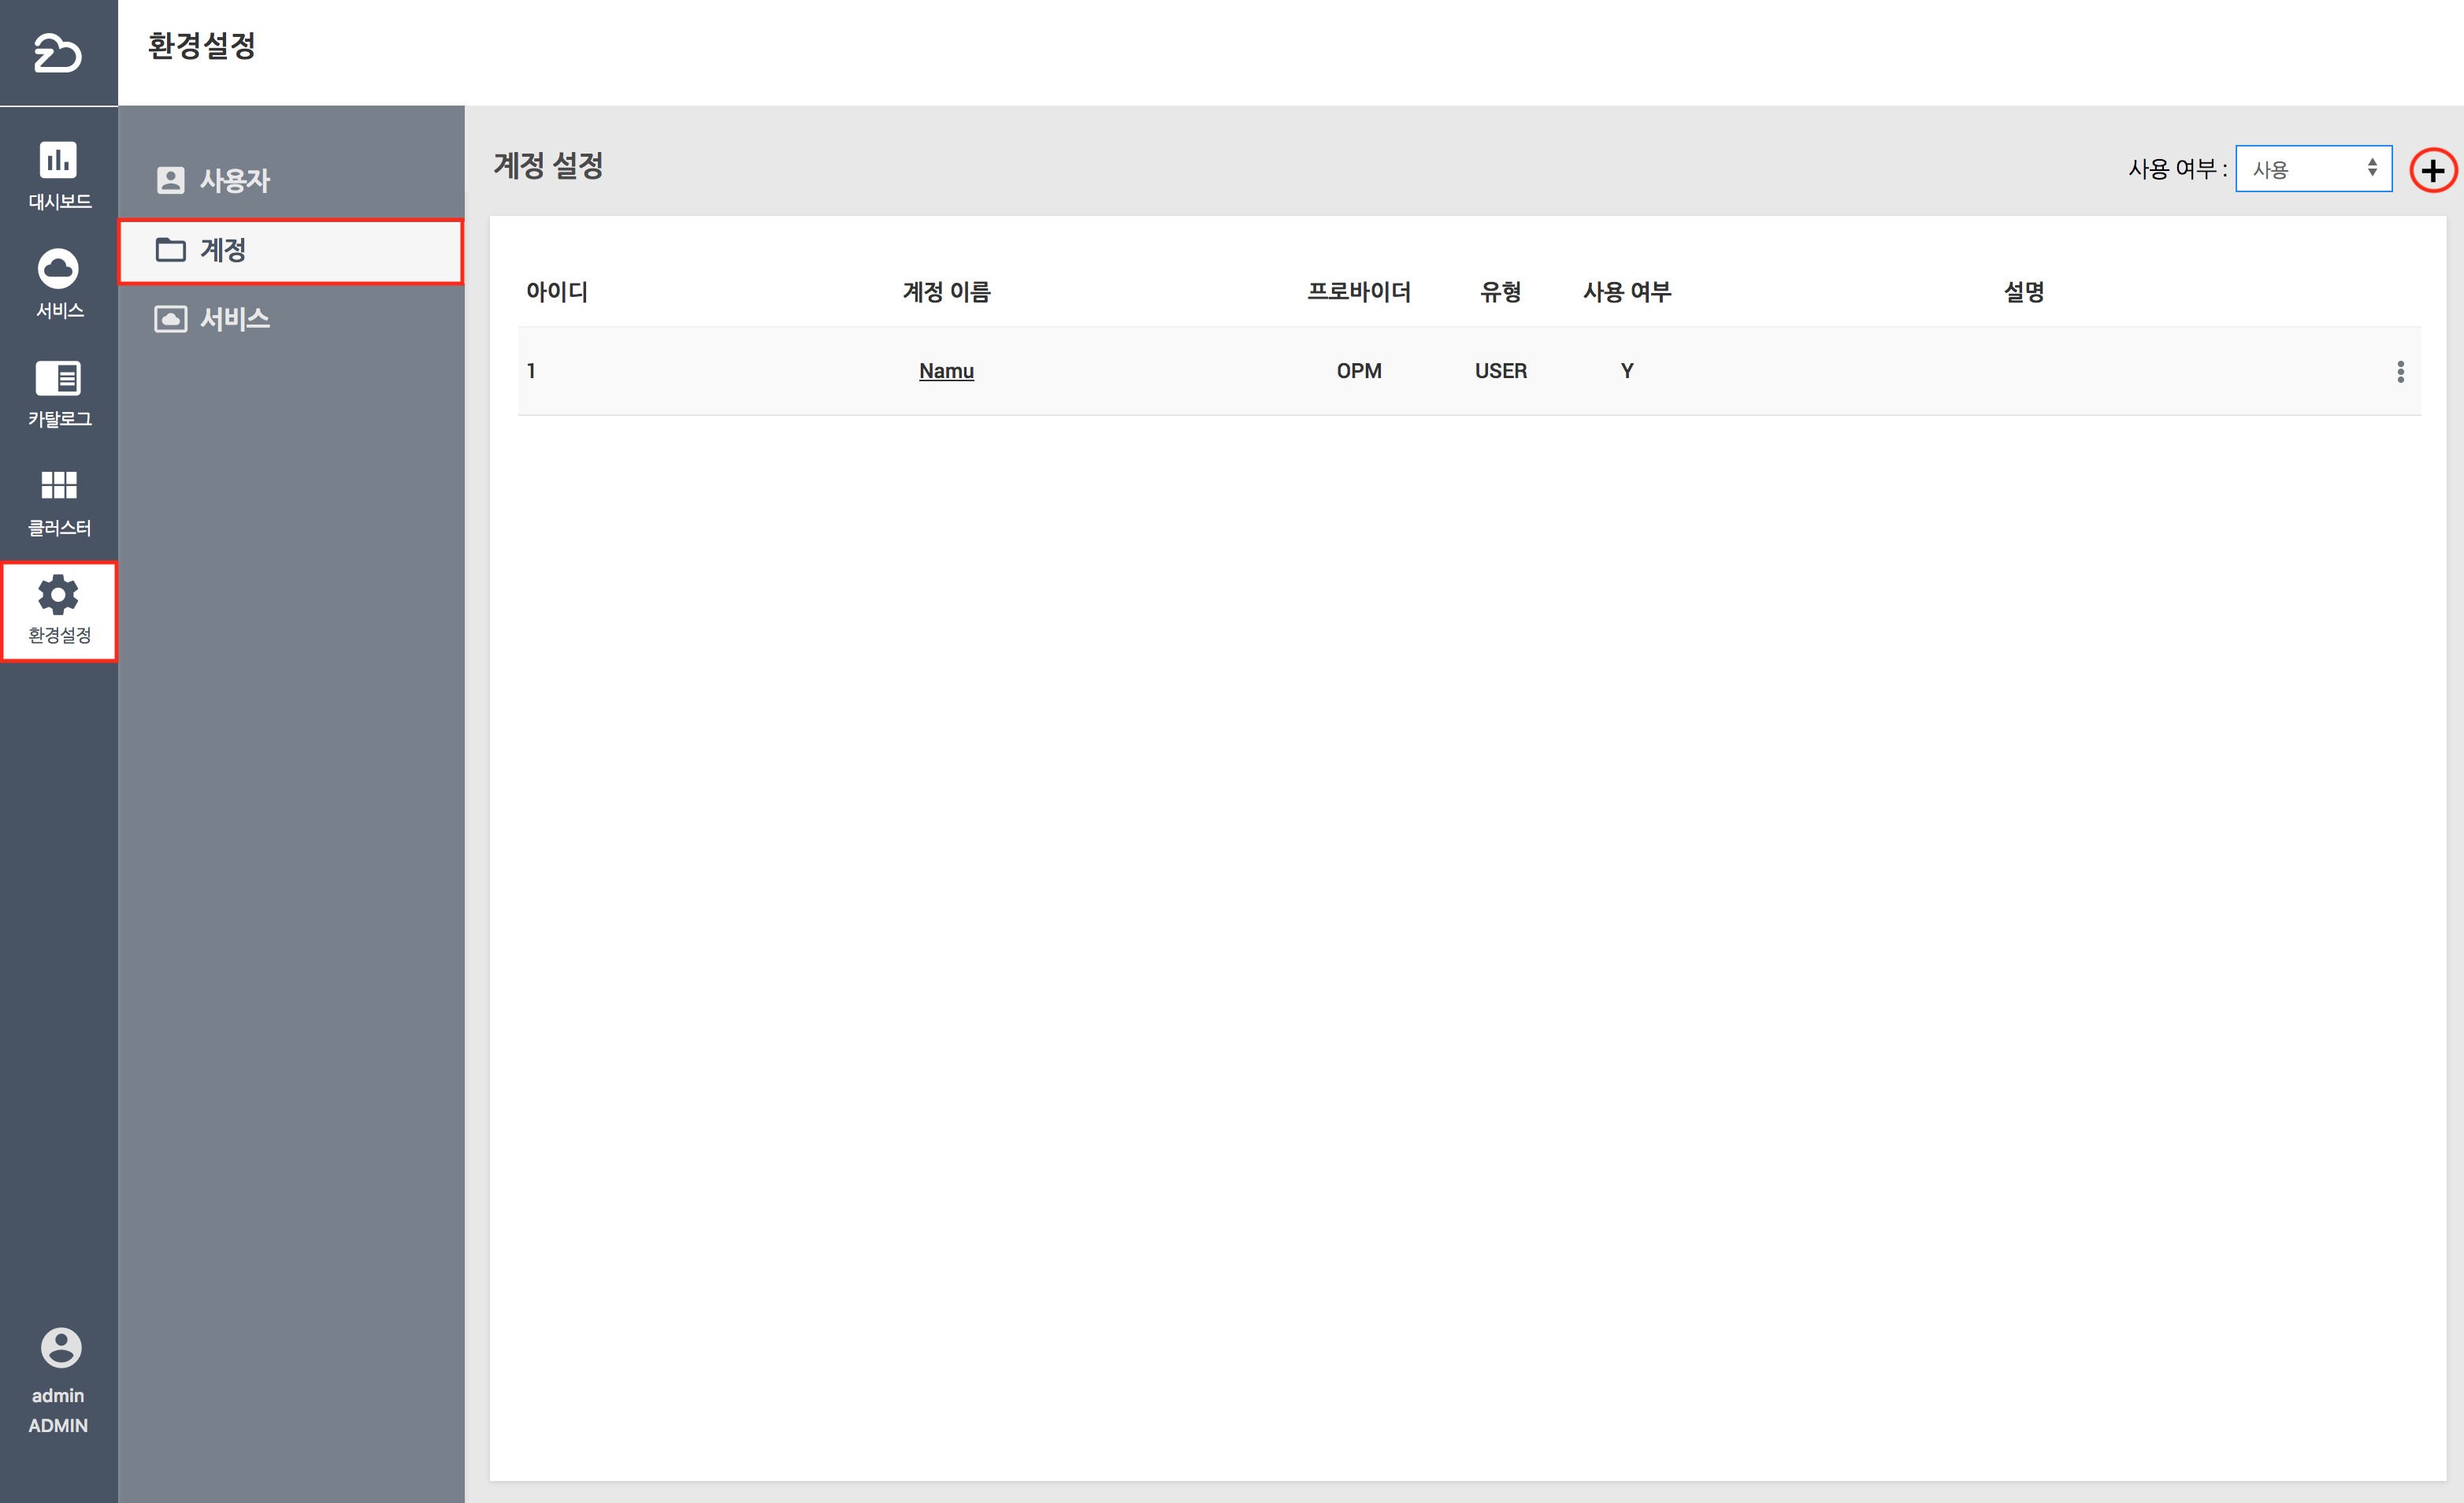 환경설정
대시보드
서비스
카탈로그
클러스터
환경설정
admin
ADMIN
사용자
계정
서비스
계정 설정
사용 여부 : 사용
아이디 계정 이름 프로바이더 유형 사용 여부 설명
1 Namu OPM USER Y